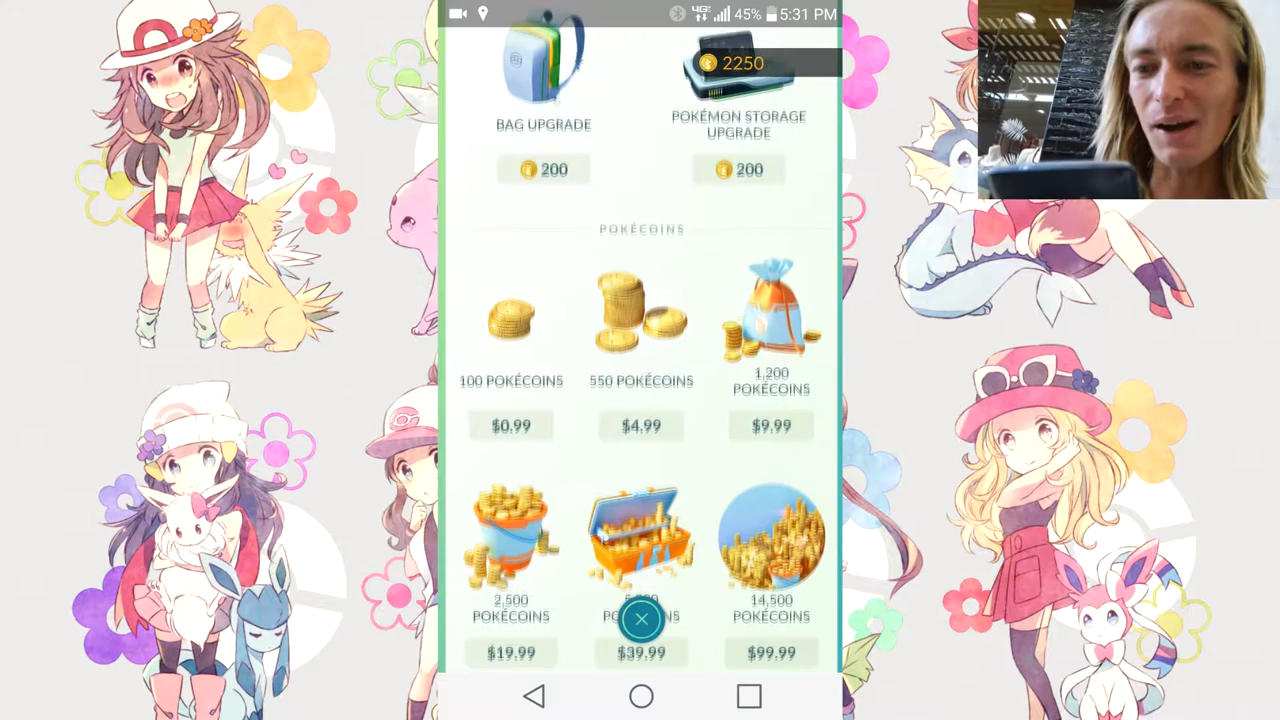 4G 45% 5:31 PM
2250
BAG UPGRADE
POKÉMON STORAGE
UPGRADE
200
200
POKÉCOINS
100 POKÉCOINS
550 POKÉCOINS
1,200
POKÉCOINS
$0.99
$4.99
$9.99
2,500
POKÉCOINS
14,500
POKÉCOINS
$19.99
$39.99
$99.99